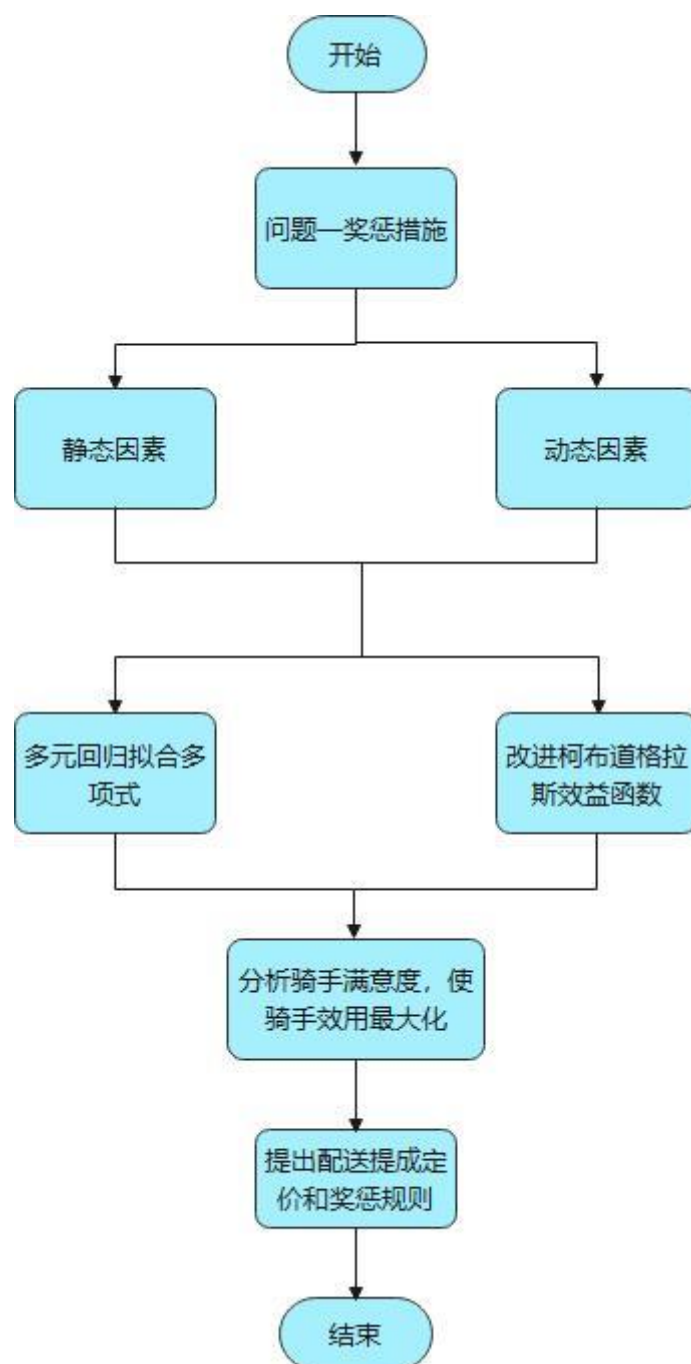 开始
问题一奖惩措施
静态因素
动态因素
多元回归拟合多
项式
改进柯布道格拉
斯效益函数
分析骑手满意度，使
骑手效用最大化
提出配送提成定
价和奖惩规则
结束